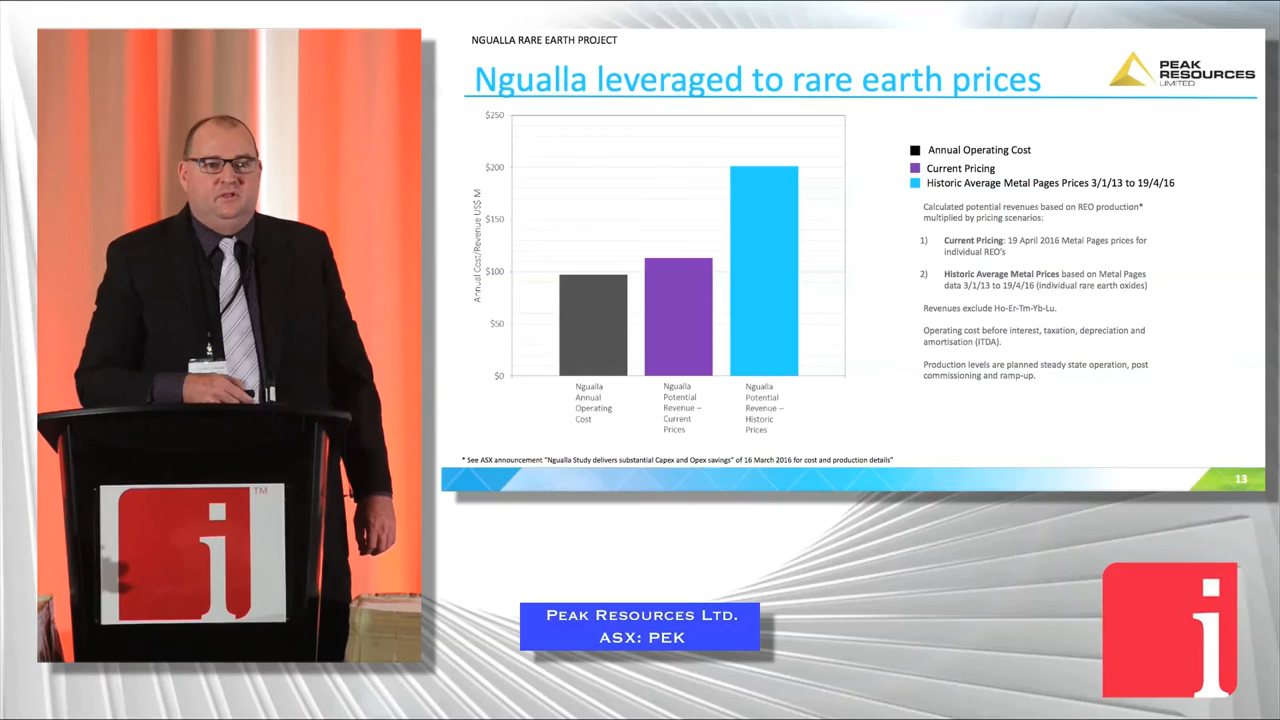 NGUALLA RARE EARTH PROJECT
Ngualla leveraged to rare earth prices
PEAK
RESOURCES
LIMITED
$250
$200
$150
$100
$50
$0
Annual Cost/Revenue US$ M
Ngualla
Annual
Operating
Cost
Ngualla
Potential
Revenue –
Current
Prices
Ngualla
Potential
Revenue –
Historic
Prices
Annual Operating Cost
Current Pricing
Historic Average Metal Pages Prices 3/1/13 to 19/4/16
Calculated potential revenues based on REO production*
multiplied by pricing scenarios:
1) Current Pricing: 19 April 2016 Metal Pages prices for
individual REO's
2) Historic Average Metal Prices based on Metal Pages
data 3/1/13 to 19/4/16 (individual rare earth oxides)
Revenues exclude Ho-Er-Tm-Yb-Lu.
Operating cost before interest, taxation, depreciation and
amortisation (ITDA).
Production levels are planned steady state operation, post
commissioning and ramp-up.
* See ASX announcement "Ngualla Study delivers substantial Capex and Opex savings" of 16 March 2016 for cost and production details"
13
i
TM
Peak Resources Ltd.
ASX: PEK
i